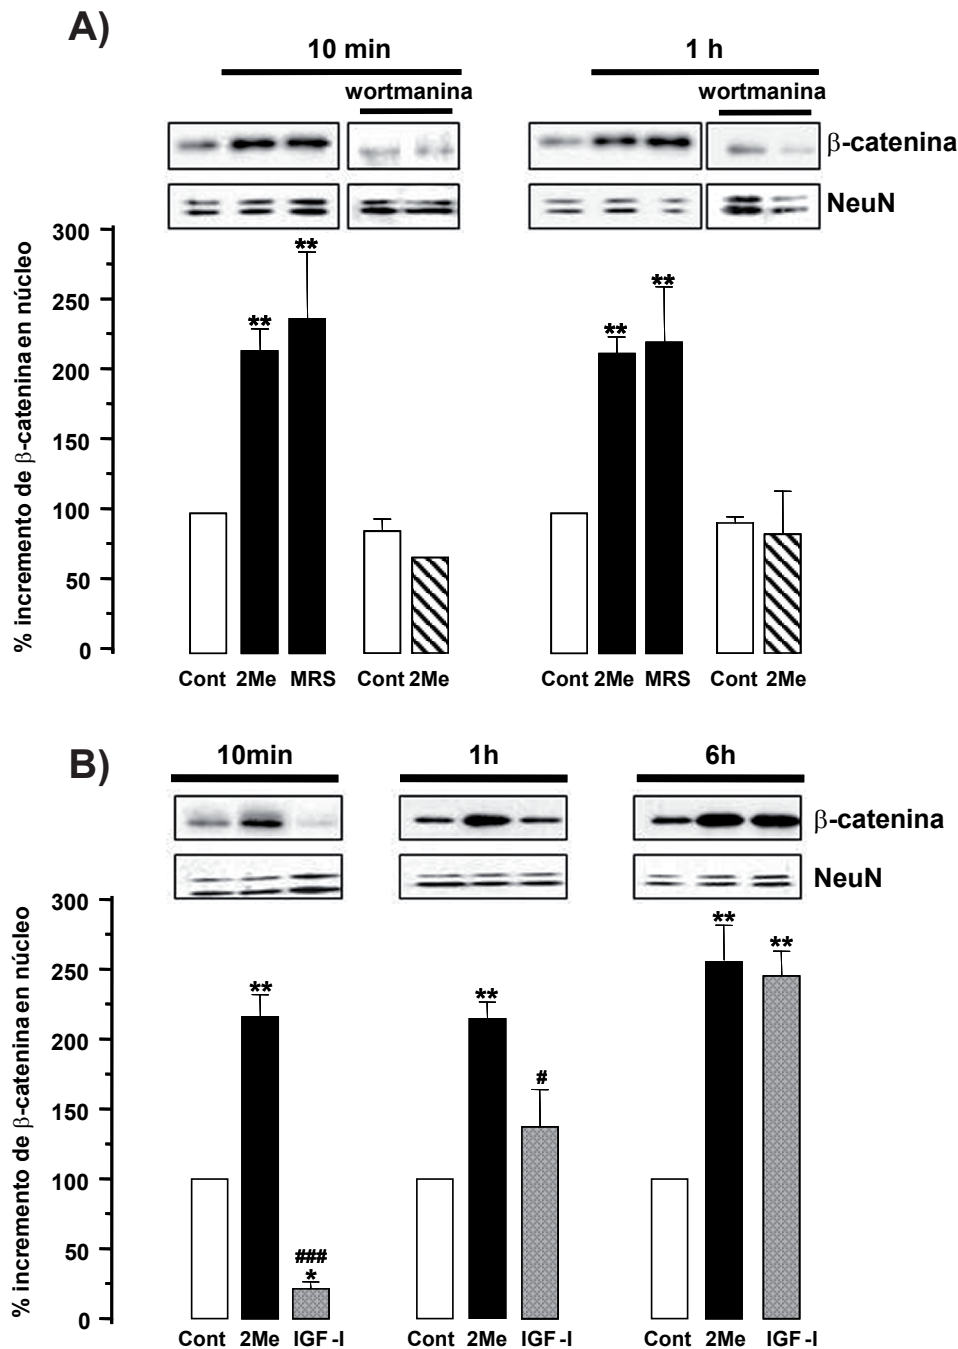 A)
10 min
1 h
wortmanina
wortmanina
β-catenina
NeuN
% incremento de β-catenina en núcleo
300
250
200
150
100
50
0
**
**
**
**
Cont 2Me MRS Cont 2Me
Cont 2Me MRS Cont 2Me
B)
10min
1h
6h
β-catenina
NeuN
% incremento de β-catenina en núcleo
300
250
200
150
100
50
0
**
###
*
**
#
**
**
Cont 2Me IGF-I
Cont 2Me IGF-I
Cont 2Me IGF-I